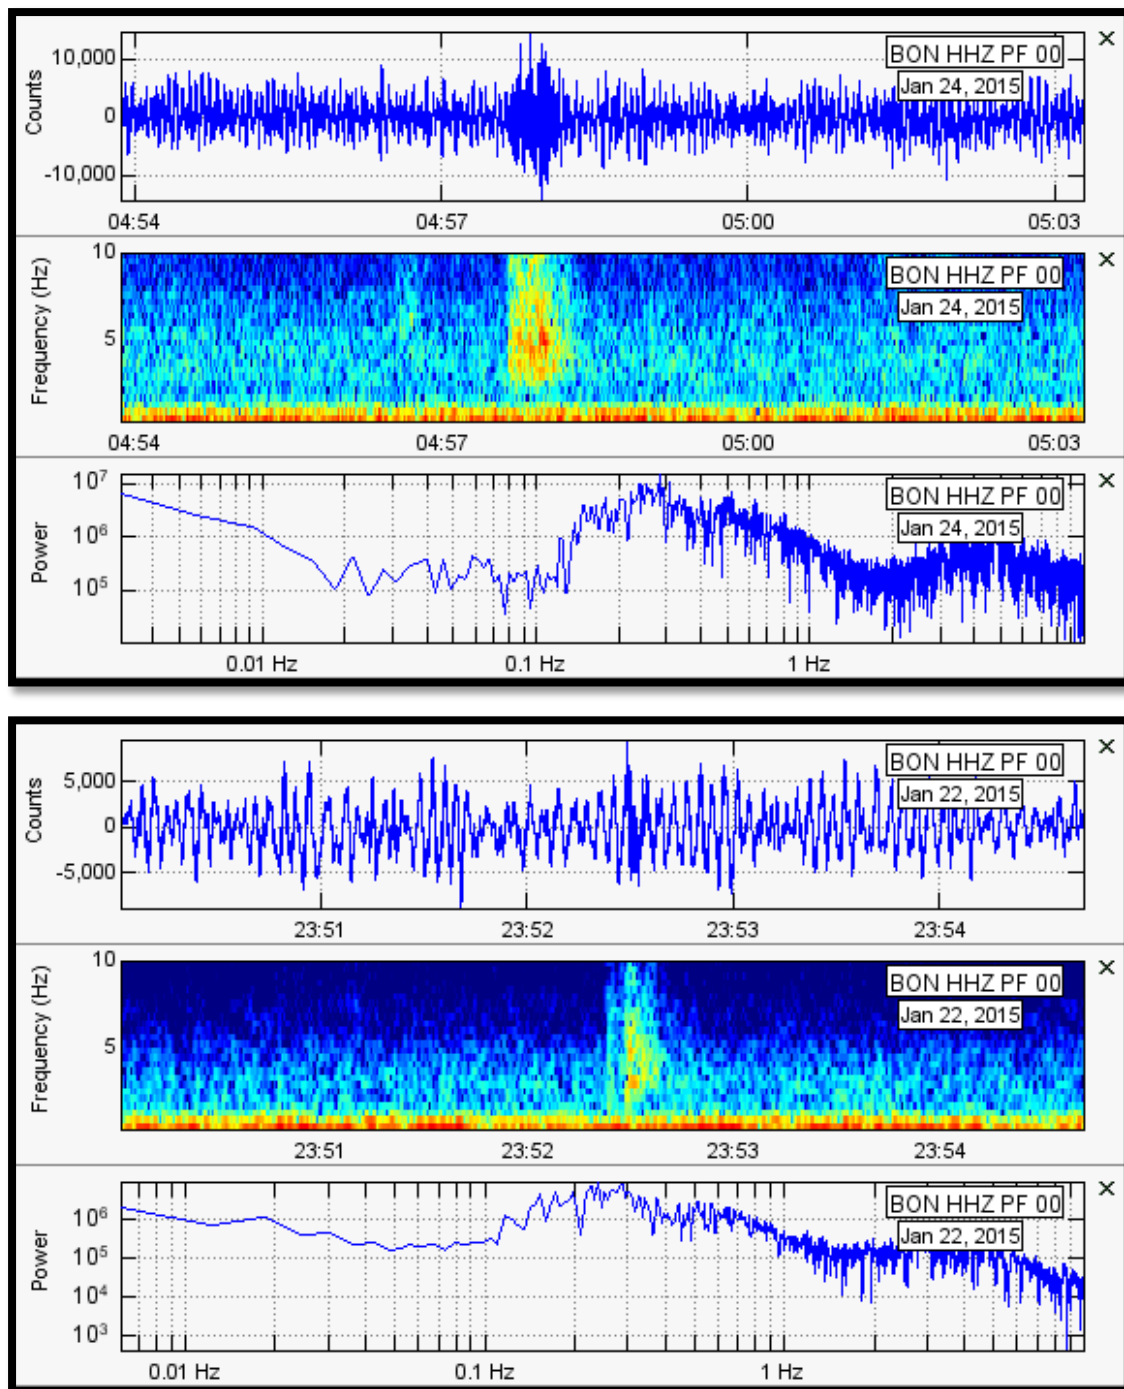 10,000
0
-10,000
Counts
BON HHZ PF 00
Jan 24, 2015
04:54 04:57 05:00 05:03
10
5
Frequency (Hz)
BON HHZ PF 00
Jan 24, 2015
04:54 04:57 05:00 05:03
10⁷
10⁶
10⁵
Power
BON HHZ PF 00
Jan 24, 2015
0.01 Hz 0.1 Hz 1 Hz
5,000
0
-5,000
Counts
BON HHZ PF 00
Jan 22, 2015
23:51 23:52 23:53 23:54
10
5
Frequency (Hz)
BON HHZ PF 00
Jan 22, 2015
23:51 23:52 23:53 23:54
10⁶
10⁵
10⁴
10³
Power
BON HHZ PF 00
Jan 22, 2015
0.01 Hz 0.1 Hz 1 Hz